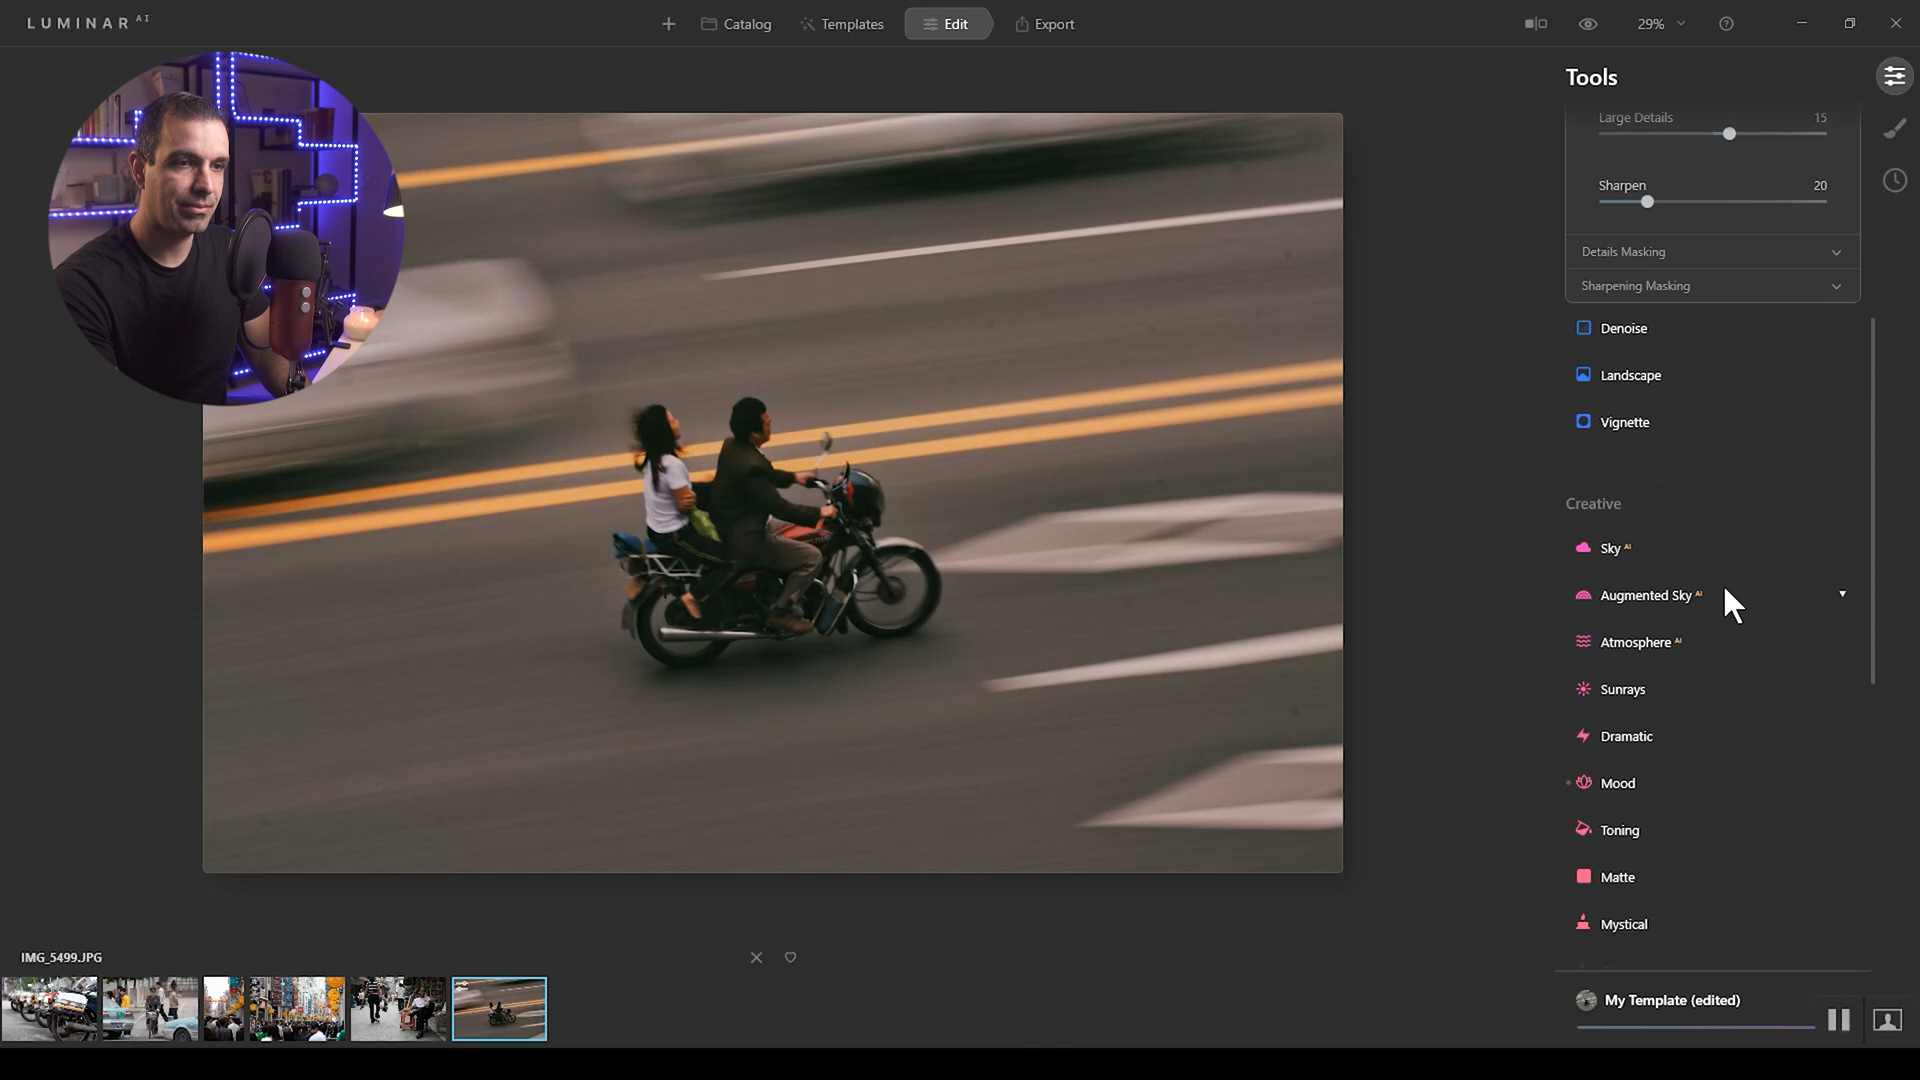 LUMINAR AI
Catalog
Templates
Edit
Export
29%
Tools
Large Details 15
Sharpen 20
Details Masking
Sharpening Masking
Denoise
Landscape
Vignette
Creative
Sky AI
Augmented Sky AI
Atmosphere AI
Sunrays
Dramatic
Mood
Toning
Matte
Mystical
IMG_5499.JPG
My Template (edited)